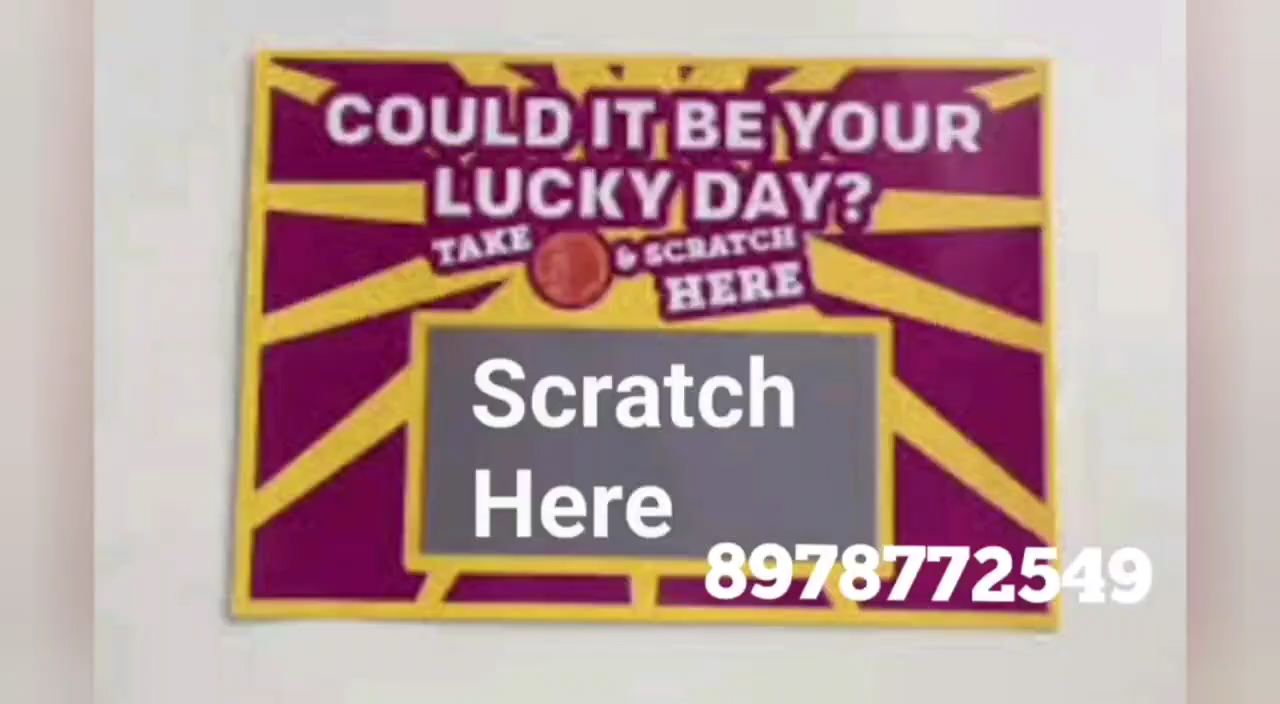 COULD IT BE YOUR
LUCKY DAY?
TAKE & SCRATCH
HERE
Scratch
Here
8978772549